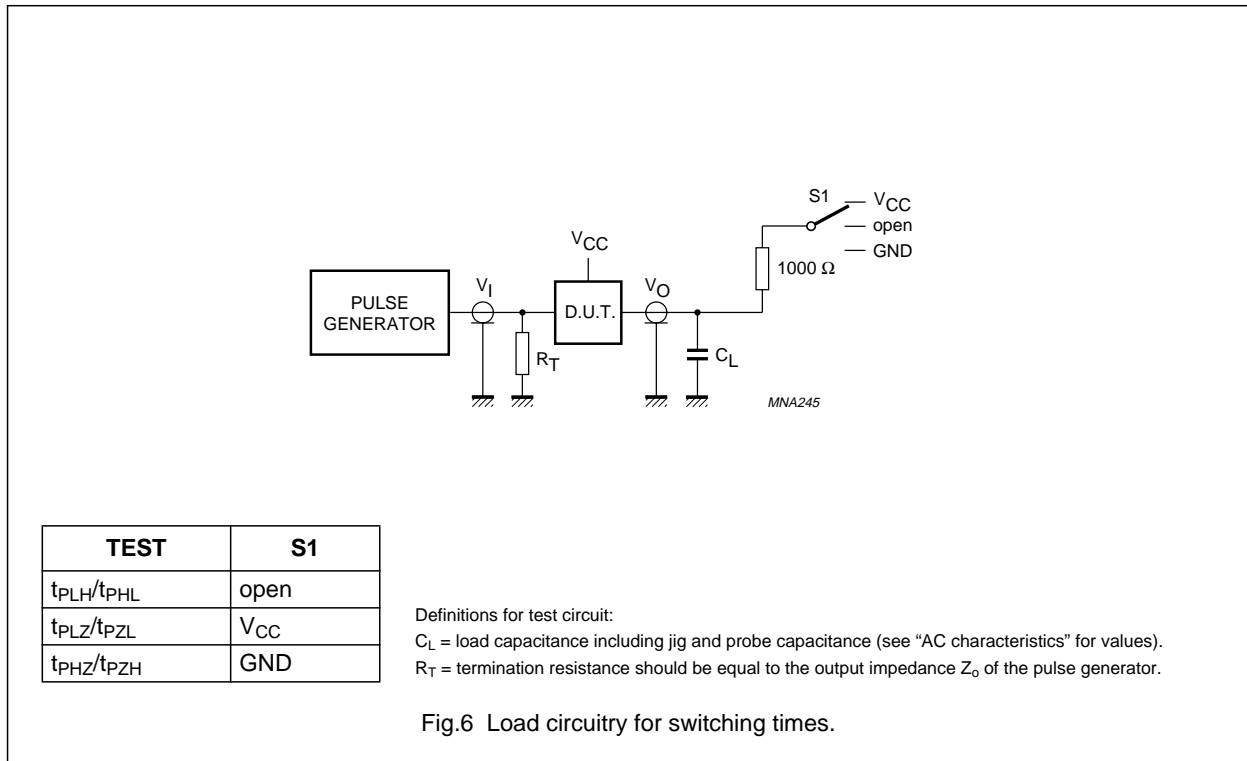 S1
VCC
open
GND
1000 Ω
VCC
PULSE
GENERATOR
VI
D.U.T.
VO
RT
CL
MNA245
TEST S1
tPLH/tPHL open
tPLZ/tPZL VCC
tPHZ/tPZH GND
Definitions for test circuit:
CL = load capacitance including jig and probe capacitance (see “AC characteristics” for values).
RT = termination resistance should be equal to the output impedance Zo of the pulse generator.
Fig.6 Load circuitry for switching times.